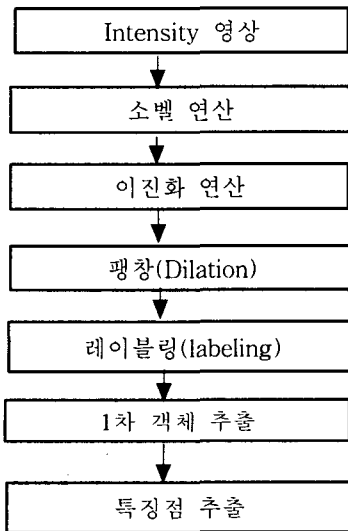 Intensity 영상
소벨 연산
이진화 연산
팽창(Dilation)
레이블링(labeling)
1차 객체 추출
특징점 추출